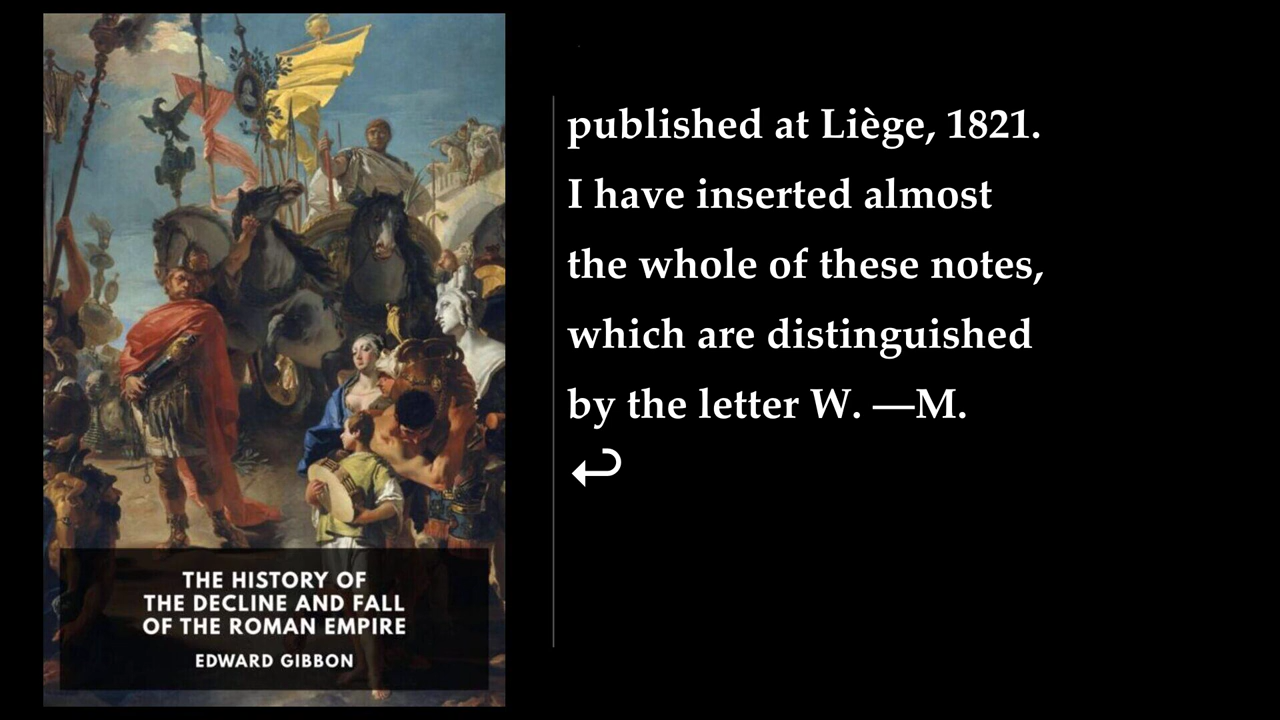 THE HISTORY OF
THE DECLINE AND FALL
OF THE ROMAN EMPIRE
EDWARD GIBBON
published at Liège, 1821.
I have inserted almost
the whole of these notes,
which are distinguished
by the letter W. —M.
↩